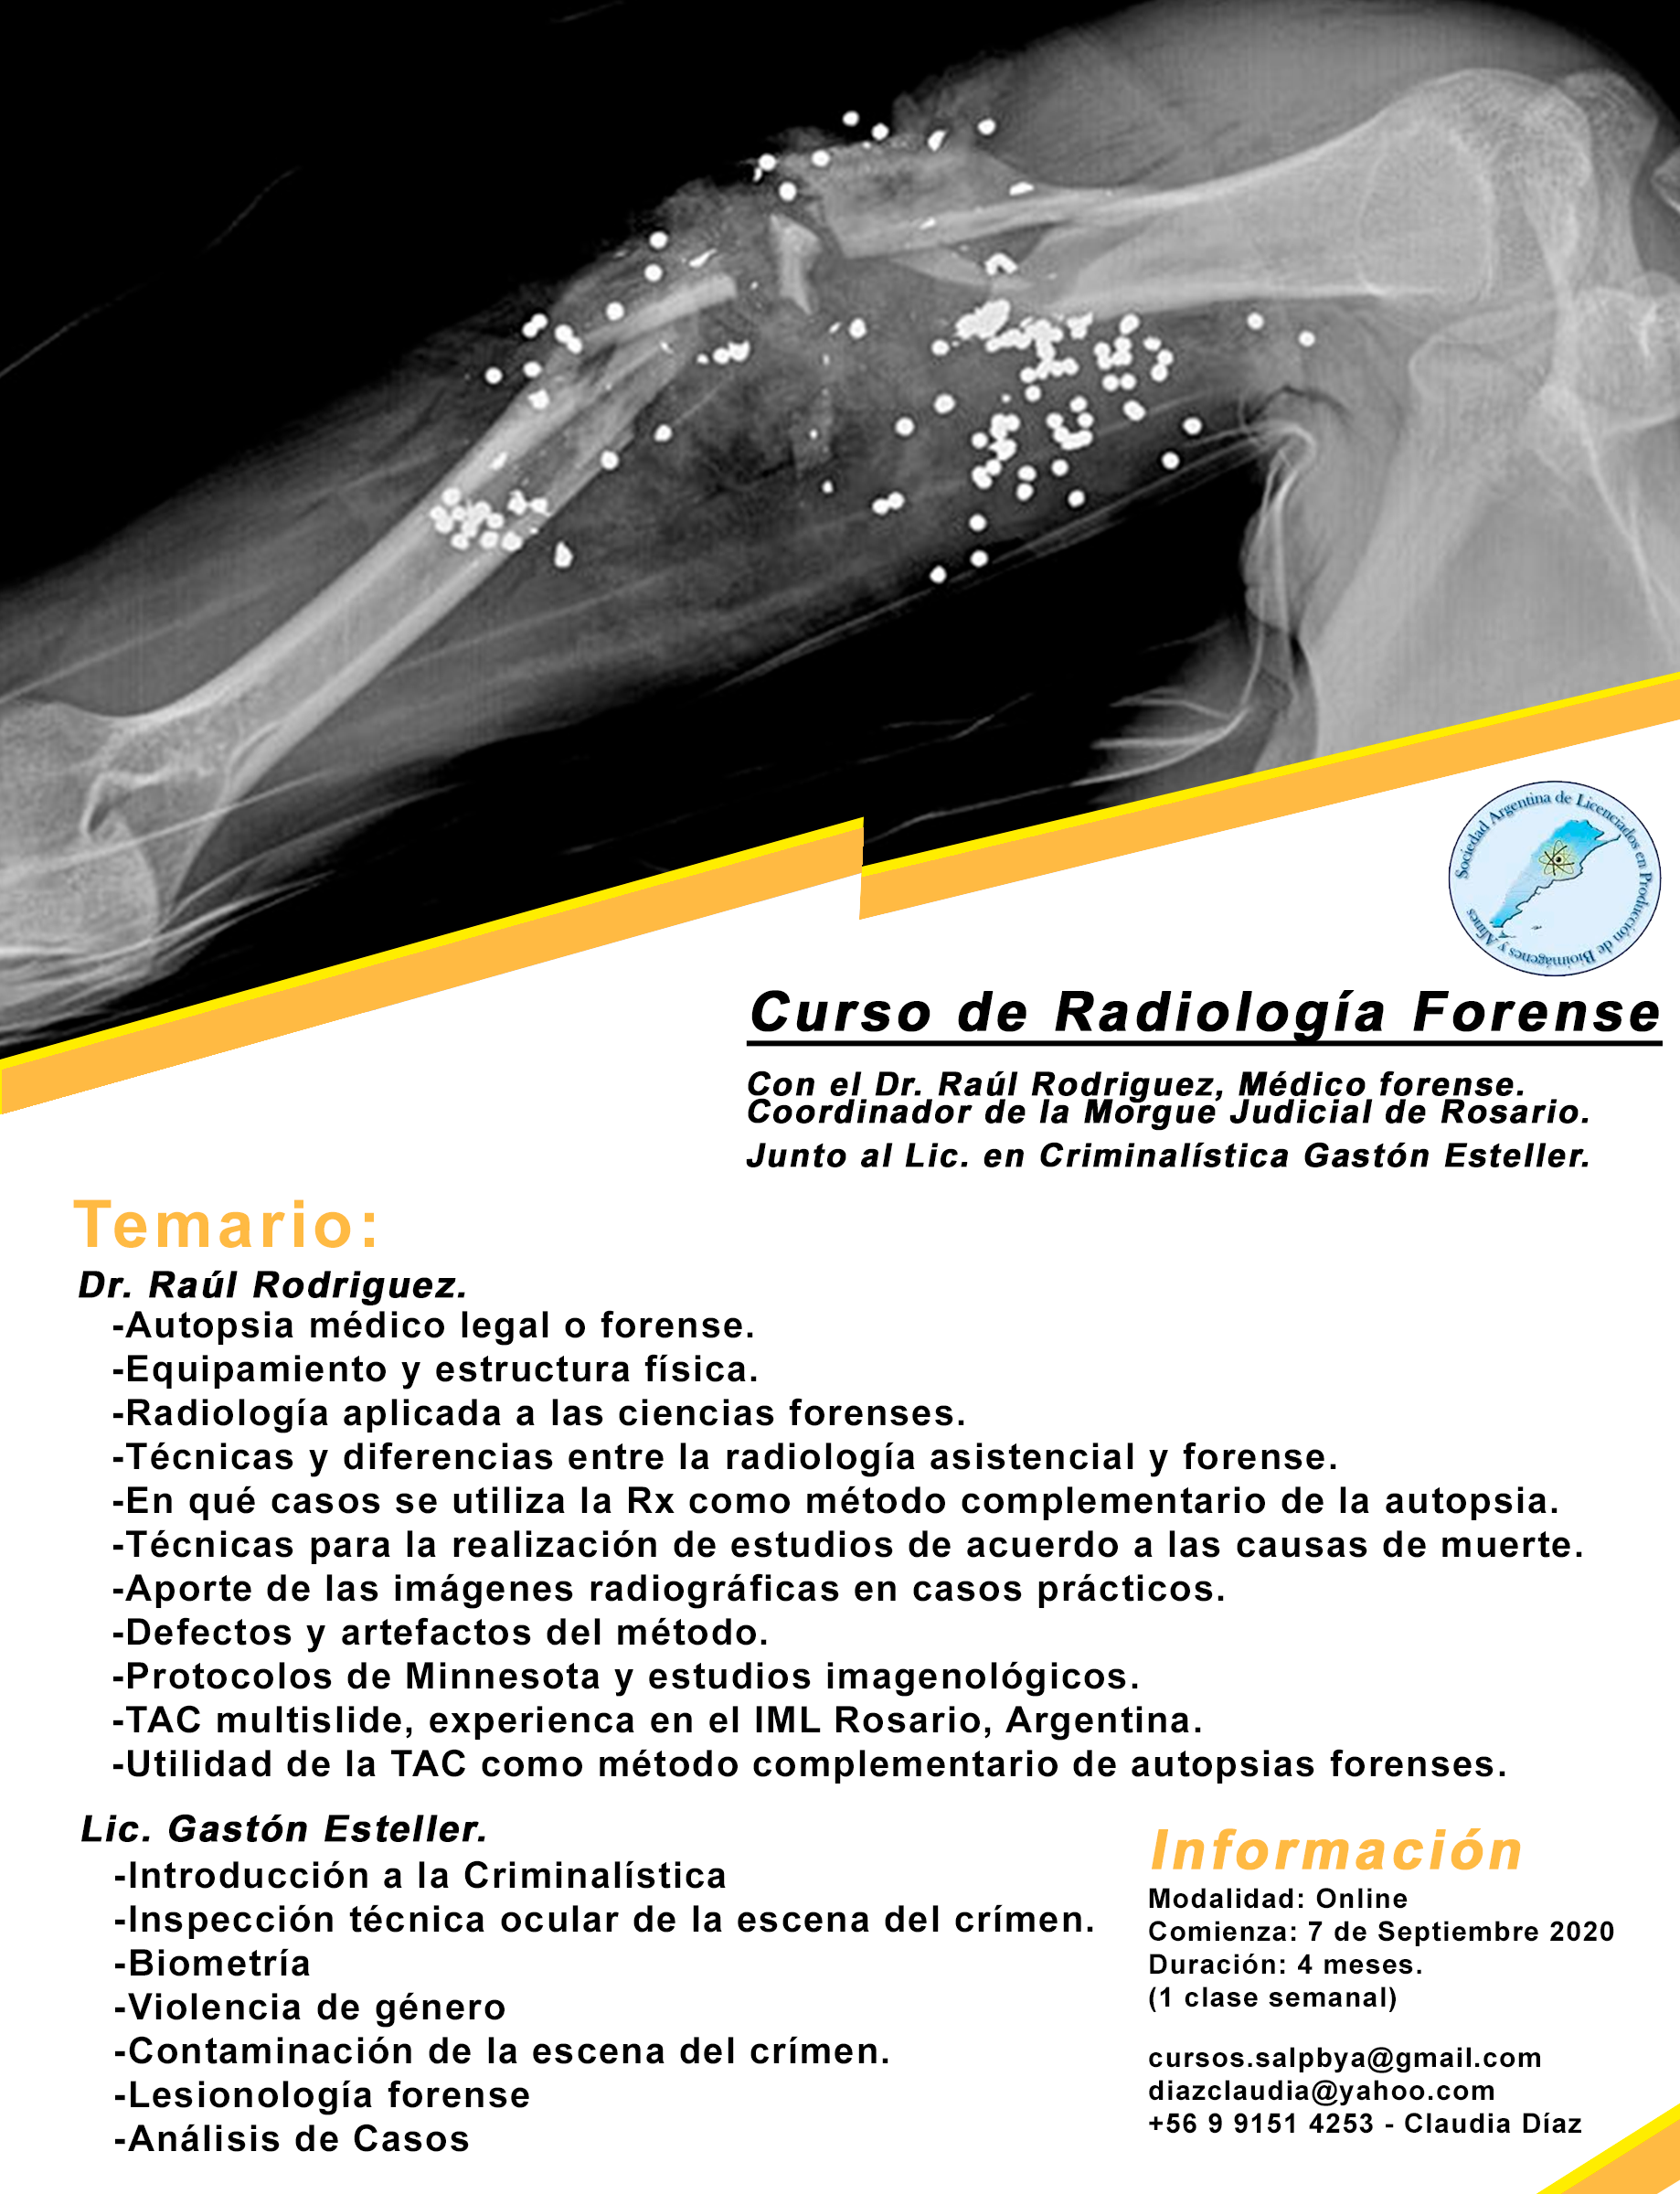 Sociedad Argentina de Licenciados en Producción de Bioimágenes y Afines
Curso de Radiología Forense
Con el Dr. Raúl Rodriguez, Médico forense.
Coordinador de la Morgue Judicial de Rosario.
Junto al Lic. en Criminalística Gastón Esteller.
Temario:
Dr. Raúl Rodriguez.
-Autopsia médico legal o forense.
-Equipamiento y estructura física.
-Radiología aplicada a las ciencias forenses.
-Técnicas y diferencias entre la radiología asistencial y forense.
-En qué casos se utiliza la Rx como método complementario de la autopsia.
-Técnicas para la realización de estudios de acuerdo a las causas de muerte.
-Aporte de las imágenes radiográficas en casos prácticos.
-Defectos y artefactos del método.
-Protocolos de Minnesota y estudios imagenológicos.
-TAC multislide, experienca en el IML Rosario, Argentina.
-Utilidad de la TAC como método complementario de autopsias forenses.
Lic. Gastón Esteller.
-Introducción a la Criminalística
-Inspección técnica ocular de la escena del crímen.
-Biometría
-Violencia de género
-Contaminación de la escena del crímen.
-Lesionología forense
-Análisis de Casos
Información
Modalidad: Online
Comienza: 7 de Septiembre 2020
Duración: 4 meses.
(1 clase semanal)
cursos.salpbya@gmail.com
diazclaudia@yahoo.com
+56 9 9151 4253 - Claudia Díaz